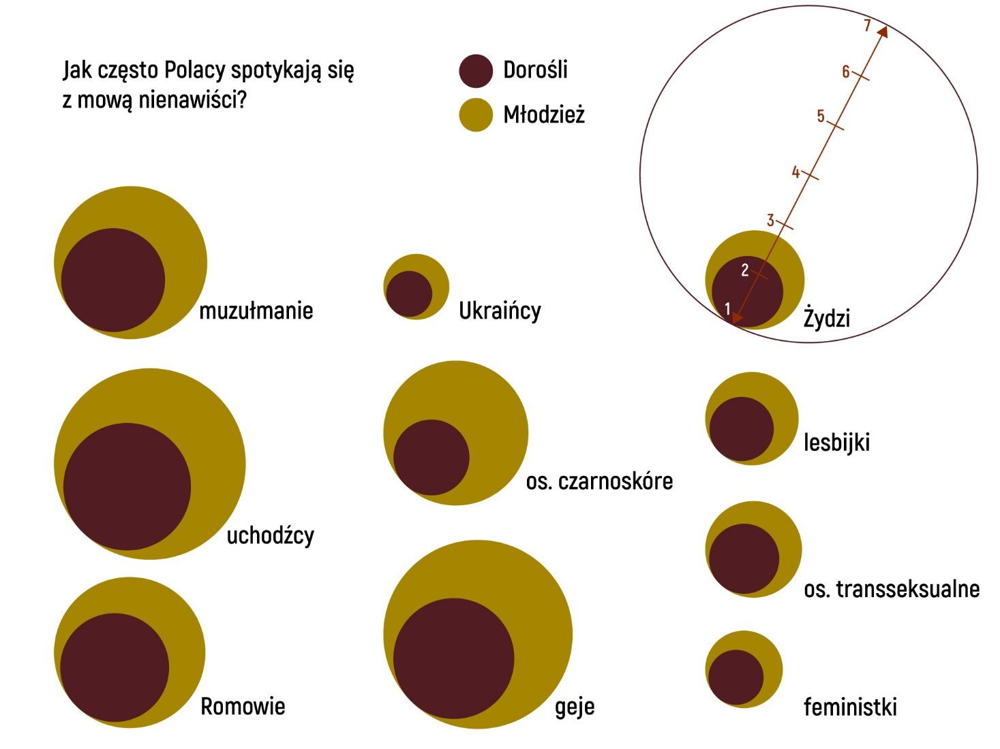 Jak często Polacy spotykają się
z mową nienawiści?
Dorośli
Młodzież
7
6
5
4
3
2
1
muzułmanie
Ukraińcy
Żydzi
uchodźcy
os. czarnoskóre
lesbijki
os. transseksualne
Romowie
geje
feministki